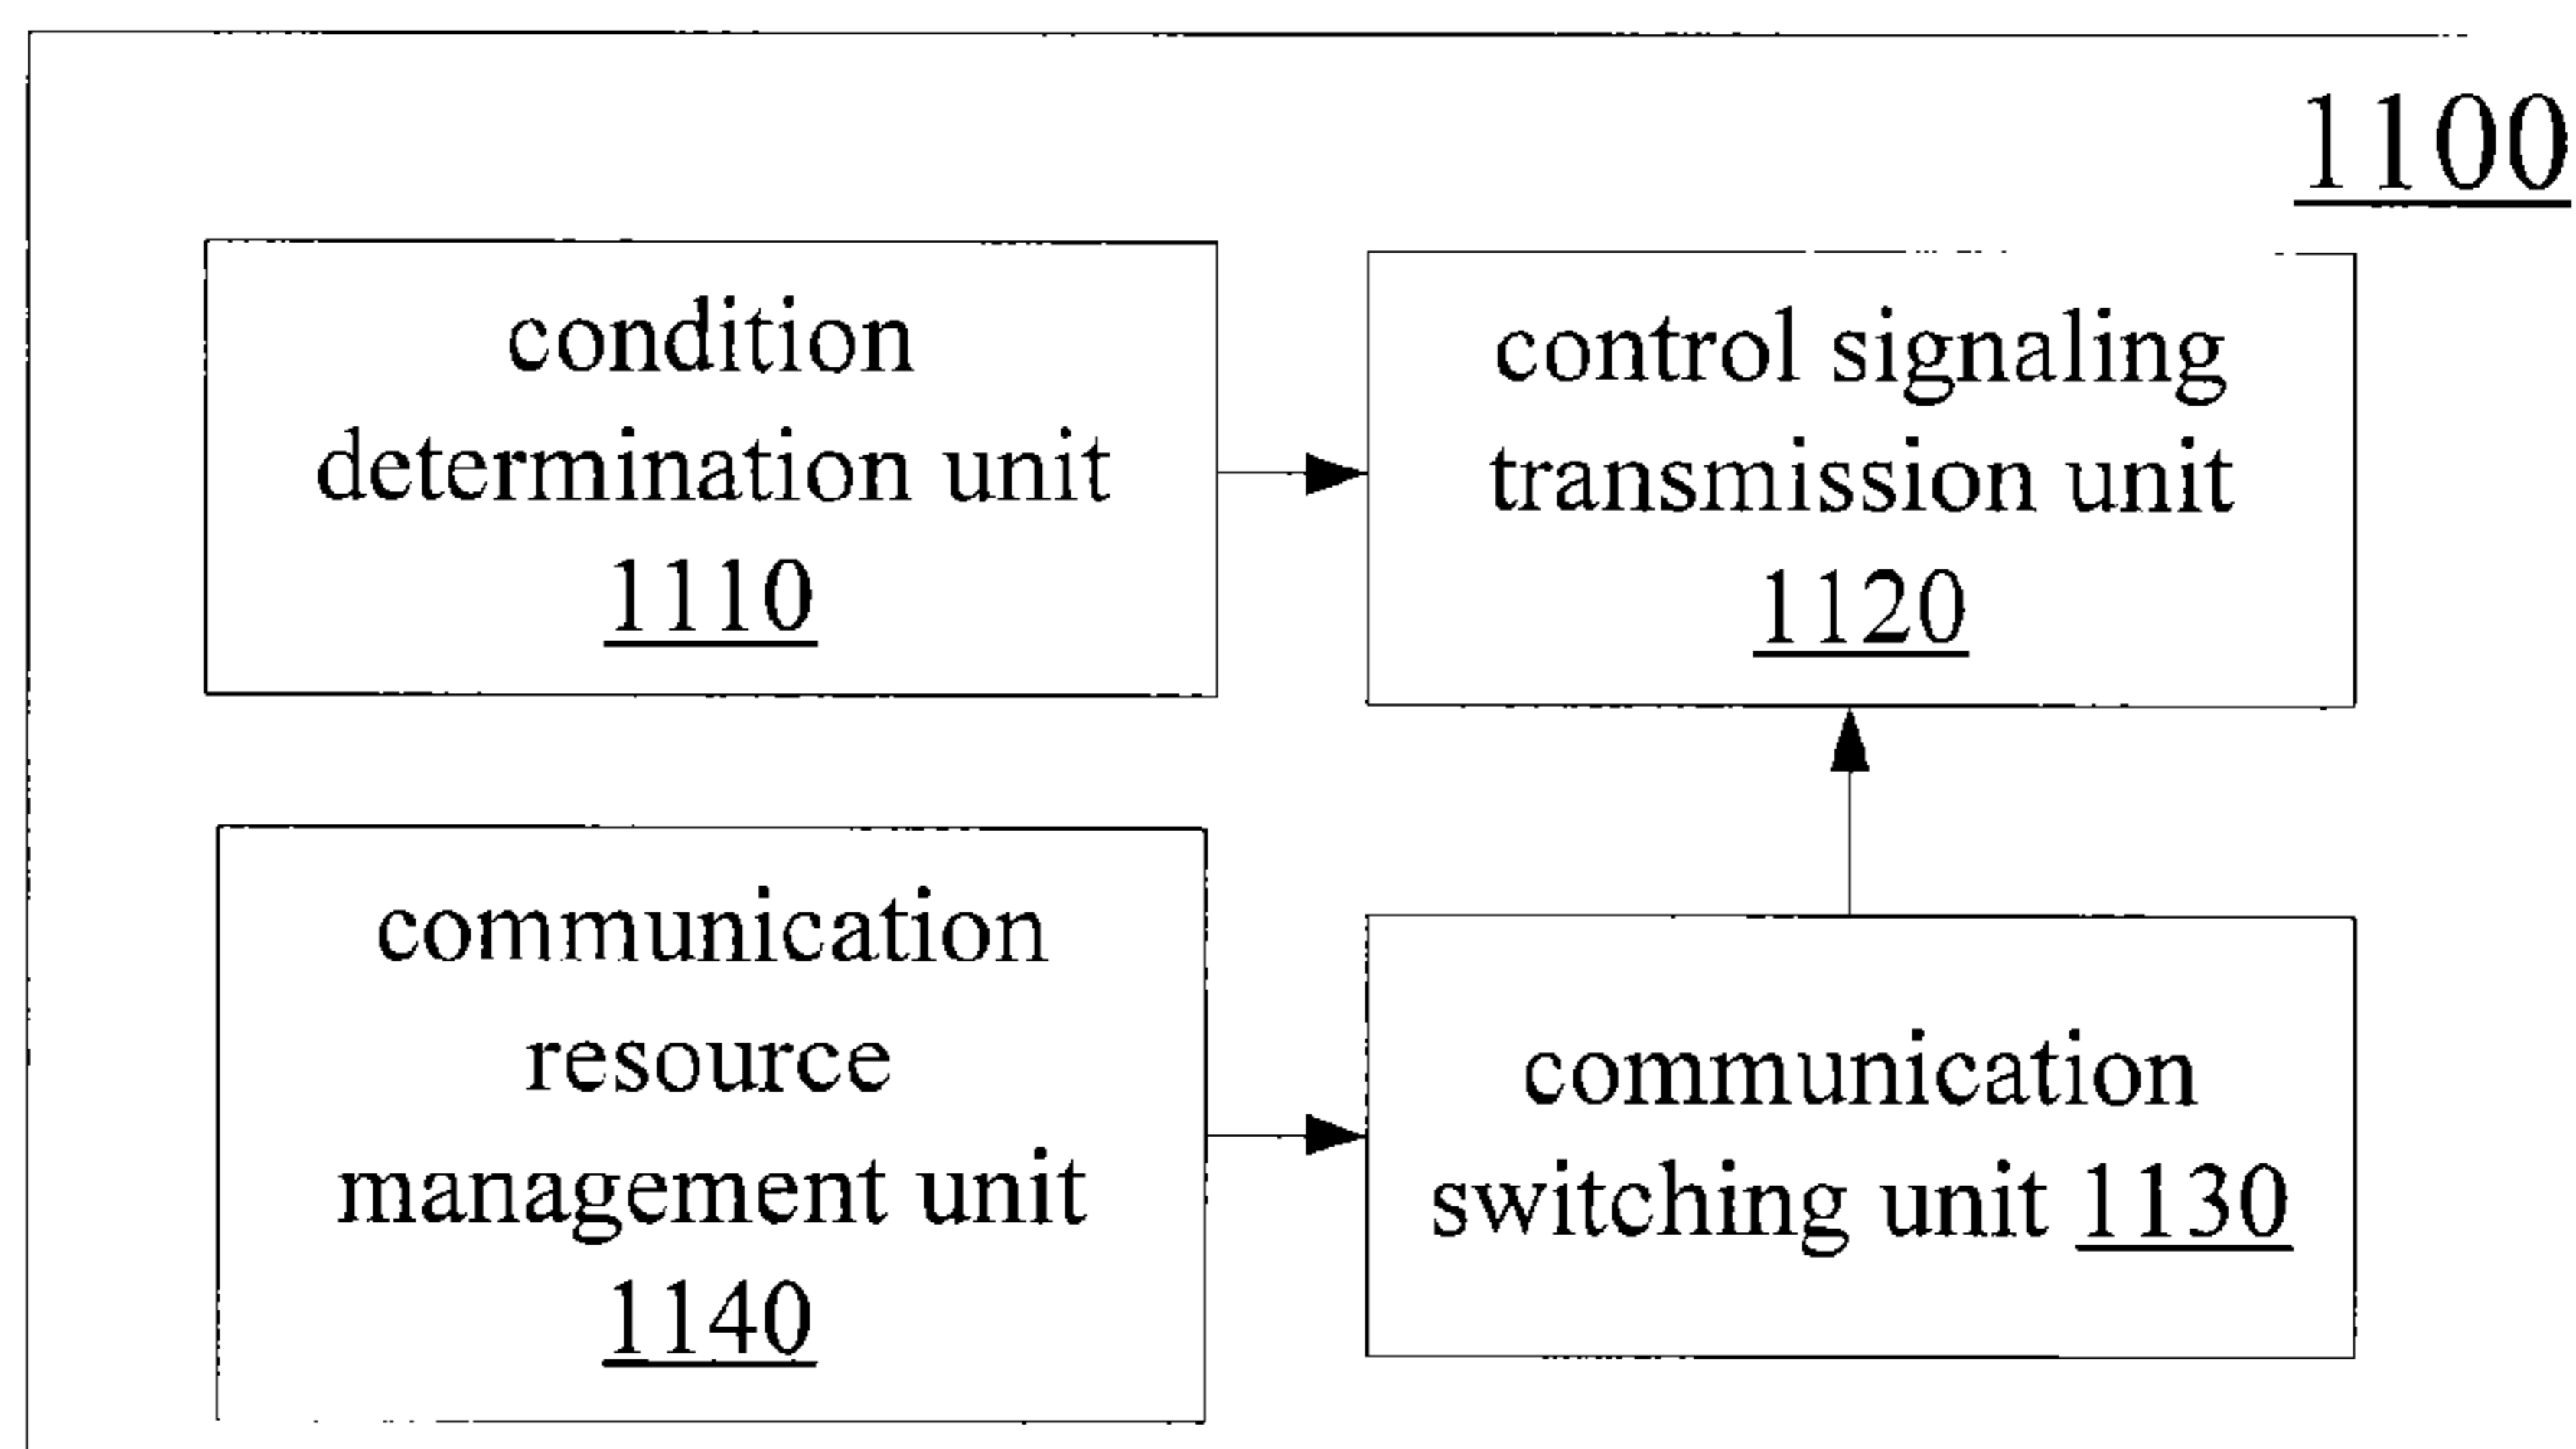 1100
condition
determination unit
1110
control signaling
transmission unit
1120
communication
resource
management unit
1140
communication
switching unit 1130